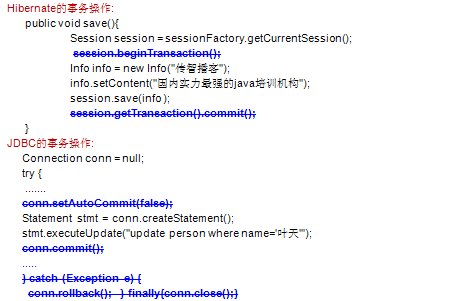 Hibernate的事务操作:
public void save(){
Session session = sessionFactory.getCurrentSession();
session.beginTransaction();
Info info = new Info("传智播客");
info.setContent("国内实力最强的java培训机构");
session.save(info);
session.getTransaction().commit();
}
JDBC的事务操作:
Connection conn = null;
try {
.......
conn.setAutoCommit(false);
Statement stmt = conn.createStatement();
stmt.executeUpdate("update person where name='叶天'");
conn.commit();
.....
} catch (Exception e) {
conn.rollback(); } finally{conn.close();}